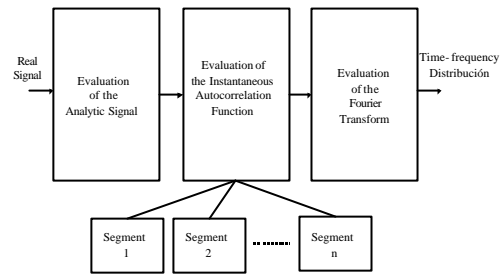 Real
Signal
Evaluation
of the
Analytic Signal
Evaluation of
the Instantaneous
Autocorrelation
Function
Evaluation
of the
Fourier
Transform
Time- frequency
Distribución
Segment
1
Segment
2
Segment
n